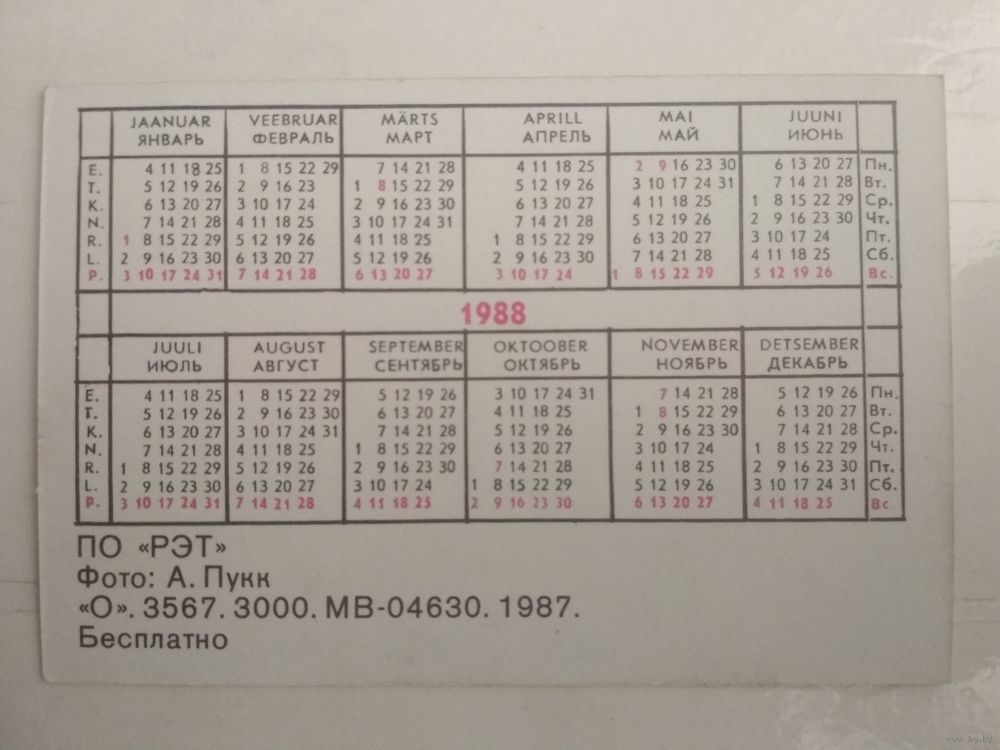 JAANUAR VEEBRUAR MÄRTS APRILL MAI JUUNI
ЯНВАРЬ ФЕВРАЛЬ МАРТ АПРЕЛЬ МАЙ ИЮНЬ
E. 4 11 18 25 1 8 15 22 29 7 14 21 28 4 11 18 25 2 9 16 23 30 6 13 20 27 Пн.
T. 5 12 19 26 2 9 16 23 1 8 15 22 29 5 12 19 26 3 10 17 24 31 7 14 21 28 Вт.
K. 6 13 20 27 3 10 17 24 2 9 16 23 30 6 13 20 27 4 11 18 25 1 8 15 22 29 Ср.
N. 7 14 21 28 4 11 18 25 3 10 17 24 31 7 14 21 28 5 12 19 26 2 9 16 23 30 Чт.
R. 1 8 15 22 29 5 12 19 26 4 11 18 25 1 8 15 22 29 6 13 20 27 3 10 17 24 Пт.
L. 2 9 16 23 30 6 13 20 27 5 12 19 26 2 9 16 23 30 7 14 21 28 4 11 18 25 Сб.
P. 3 10 17 24 31 7 14 21 28 6 13 20 27 3 10 17 24 1 8 15 22 29 5 12 19 26 Вс.
1988
JUULI AUGUST SEPTEMBER OKTOOBER NOVEMBER DETSEMBER
ИЮЛЬ АВГУСТ СЕНТЯБРЬ ОКТЯБРЬ НОЯБРЬ ДЕКАБРЬ
E. 4 11 18 25 1 8 15 22 29 5 12 19 26 3 10 17 24 31 7 14 21 28 5 12 19 26 Пн.
T. 5 12 19 26 2 9 16 23 30 6 13 20 27 4 11 18 25 1 8 15 22 29 6 13 20 27 Вт.
K. 6 13 20 27 3 10 17 24 31 7 14 21 28 5 12 19 26 2 9 16 23 30 7 14 21 28 Ср.
N. 7 14 21 28 4 11 18 25 1 8 15 22 29 6 13 20 27 3 10 17 24 1 8 15 22 29 Чт.
R. 1 8 15 22 29 5 12 19 26 2 9 16 23 30 7 14 21 28 4 11 18 25 2 9 16 23 30 Пт.
L. 2 9 16 23 30 6 13 20 27 3 10 17 24 1 8 15 22 29 5 12 19 26 3 10 17 24 31 Сб.
P. 3 10 17 24 31 7 14 21 28 4 11 18 25 2 9 16 23 30 6 13 20 27 4 11 18 25 Вс.
ПО «РЭТ»
Фото: А. Пукк
«О». 3567. 3000. МВ-04630. 1987.
Бесплатно
www.ay.by